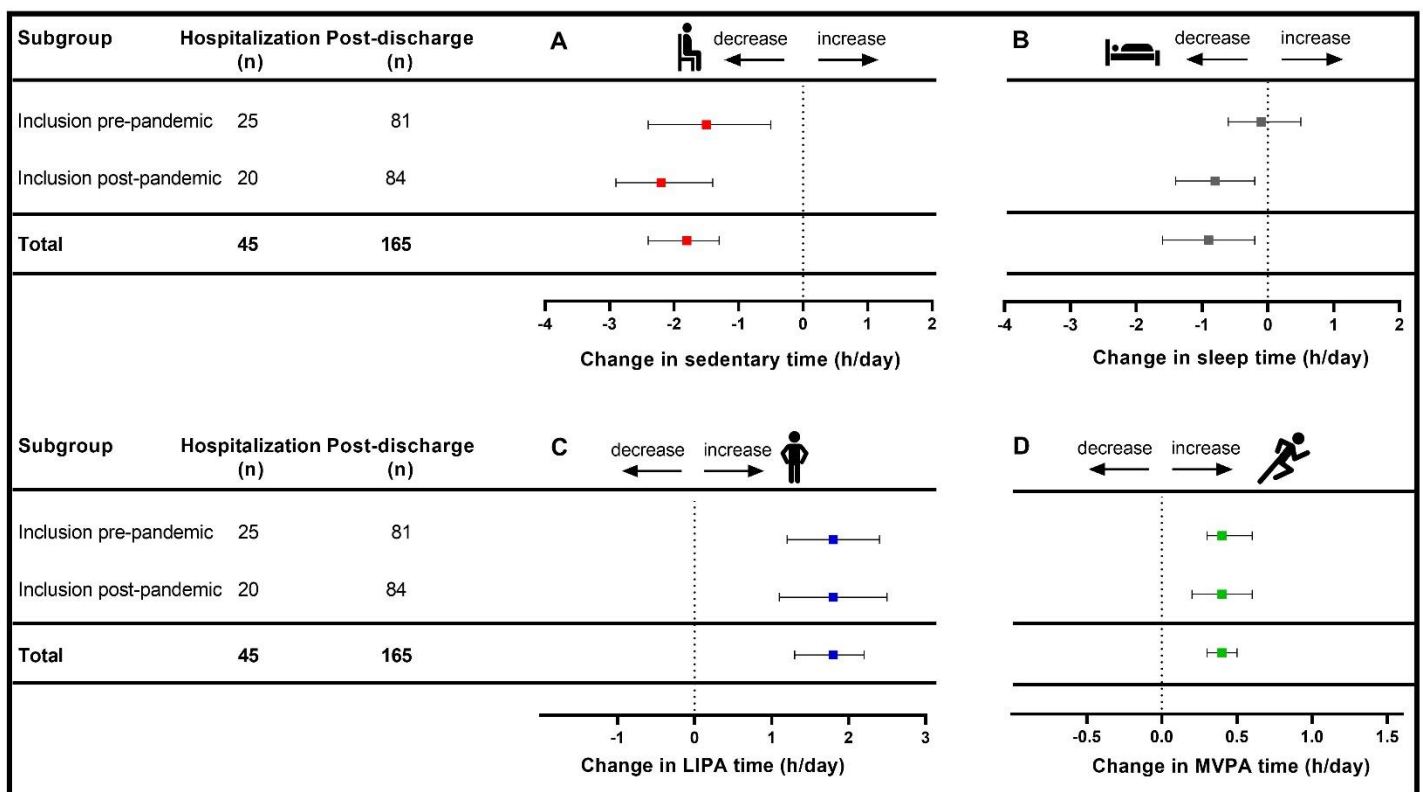 Subgroup Hospitalization Post-discharge A decrease increase B decrease increase
(n) (n)
Inclusion pre-pandemic 25 81
Inclusion post-pandemic 20 84
Total 45 165
-4 -3 -2 -1 0 1 2 -4 -3 -2 -1 0 1 2
Change in sedentary time (h/day) Change in sleep time (h/day)
Subgroup Hospitalization Post-discharge C decrease increase D decrease increase
(n) (n)
Inclusion pre-pandemic 25 81
Inclusion post-pandemic 20 84
Total 45 165
-1 0 1 2 3 -0.5 0.0 0.5 1.0 1.5
Change in LIPA time (h/day) Change in MVPA time (h/day)